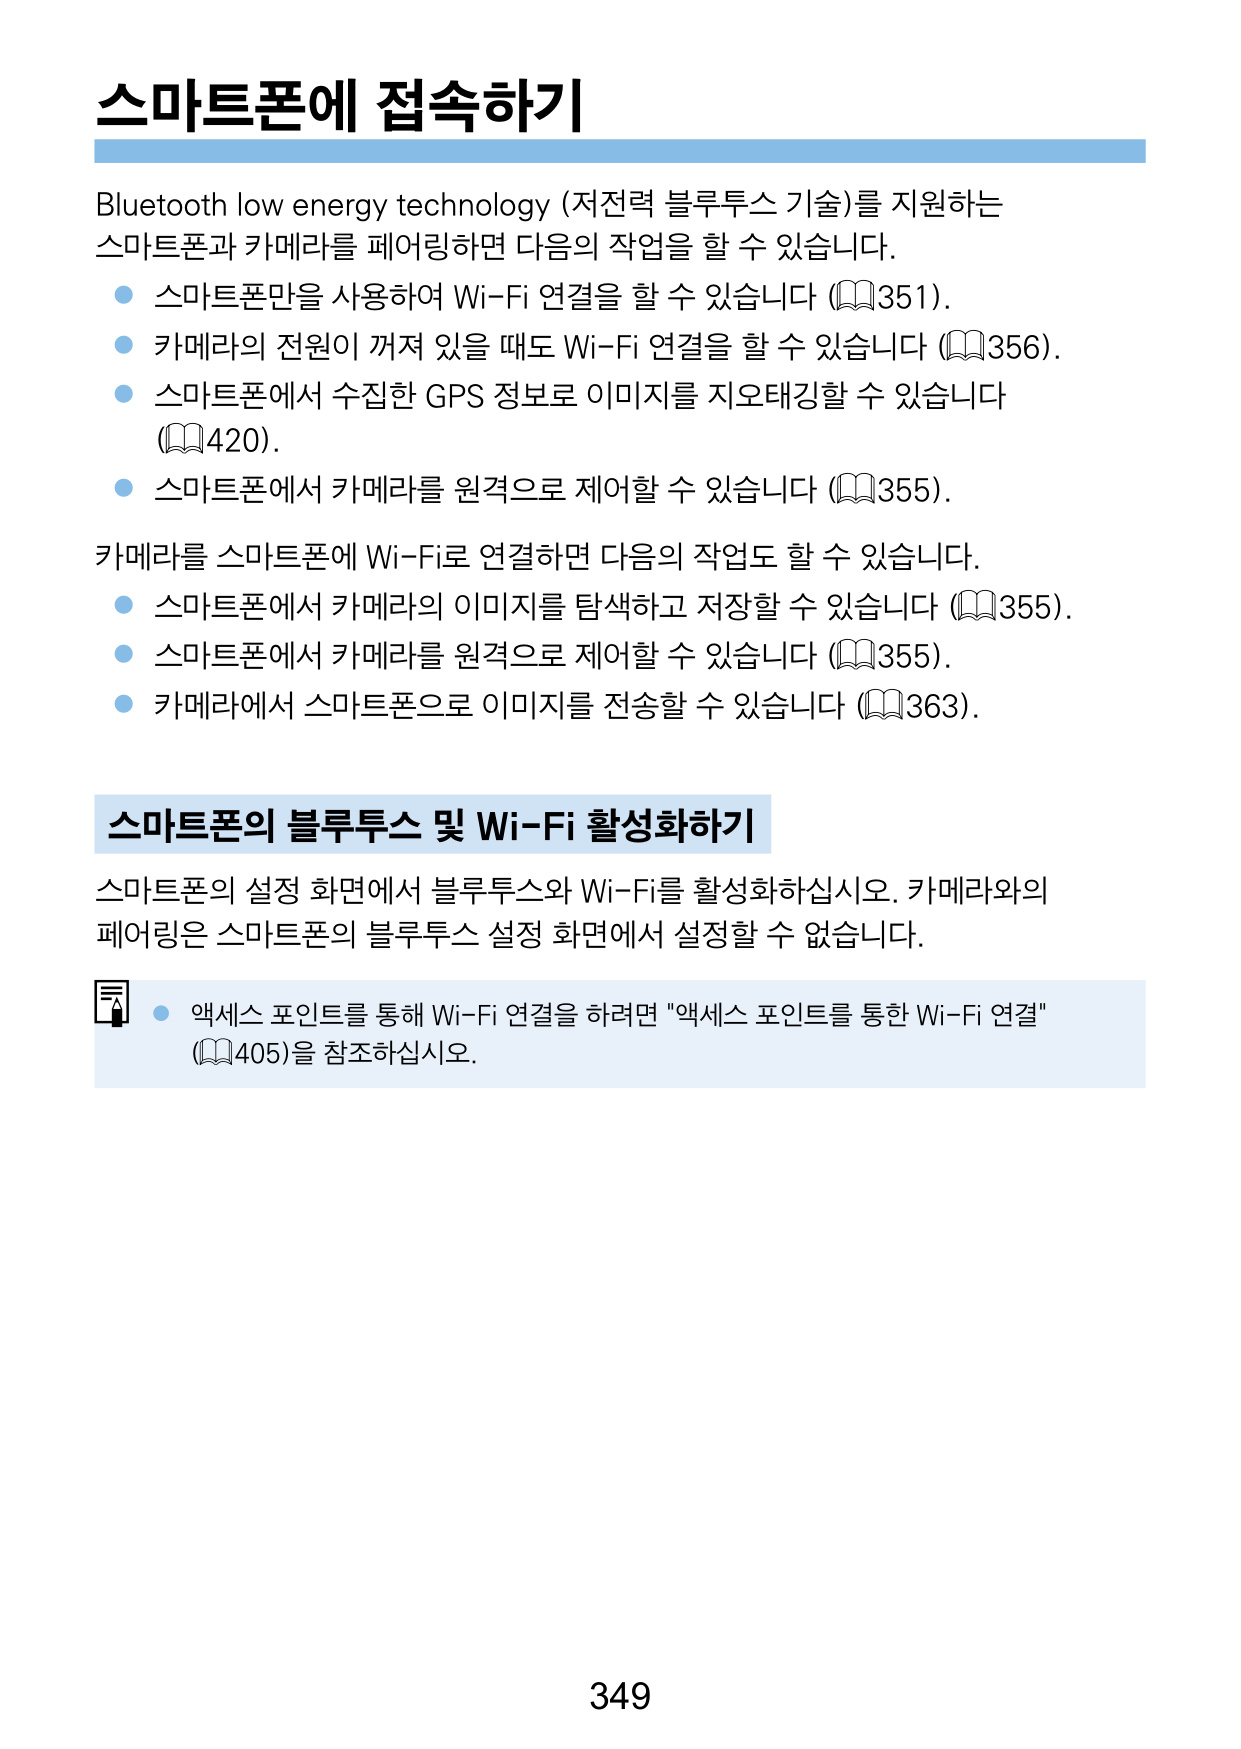 스마트폰에 접속하기
Bluetooth low energy technology (저전력 블루투스 기술)를 지원하는
스마트폰과 카메라를 페어링하면 다음의 작업을 할 수 있습니다.
● 스마트폰만을 사용하여 Wi-Fi 연결을 할 수 있습니다 (351).
● 카메라의 전원이 꺼져 있을 때도 Wi-Fi 연결을 할 수 있습니다 (356).
● 스마트폰에서 수집한 GPS 정보로 이미지를 지오태깅할 수 있습니다
(420).
● 스마트폰에서 카메라를 원격으로 제어할 수 있습니다 (355).
카메라를 스마트폰에 Wi-Fi로 연결하면 다음의 작업도 할 수 있습니다.
● 스마트폰에서 카메라의 이미지를 탐색하고 저장할 수 있습니다 (355).
● 스마트폰에서 카메라를 원격으로 제어할 수 있습니다 (355).
● 카메라에서 스마트폰으로 이미지를 전송할 수 있습니다 (363).
스마트폰의 블루투스 및 Wi-Fi 활성화하기
스마트폰의 설정 화면에서 블루투스와 Wi-Fi를 활성화하십시오. 카메라와의
페어링은 스마트폰의 블루투스 설정 화면에서 설정할 수 없습니다.
● 액세스 포인트를 통해 Wi-Fi 연결을 하려면 "액세스 포인트를 통한 Wi-Fi 연결"
(405)을 참조하십시오.
349